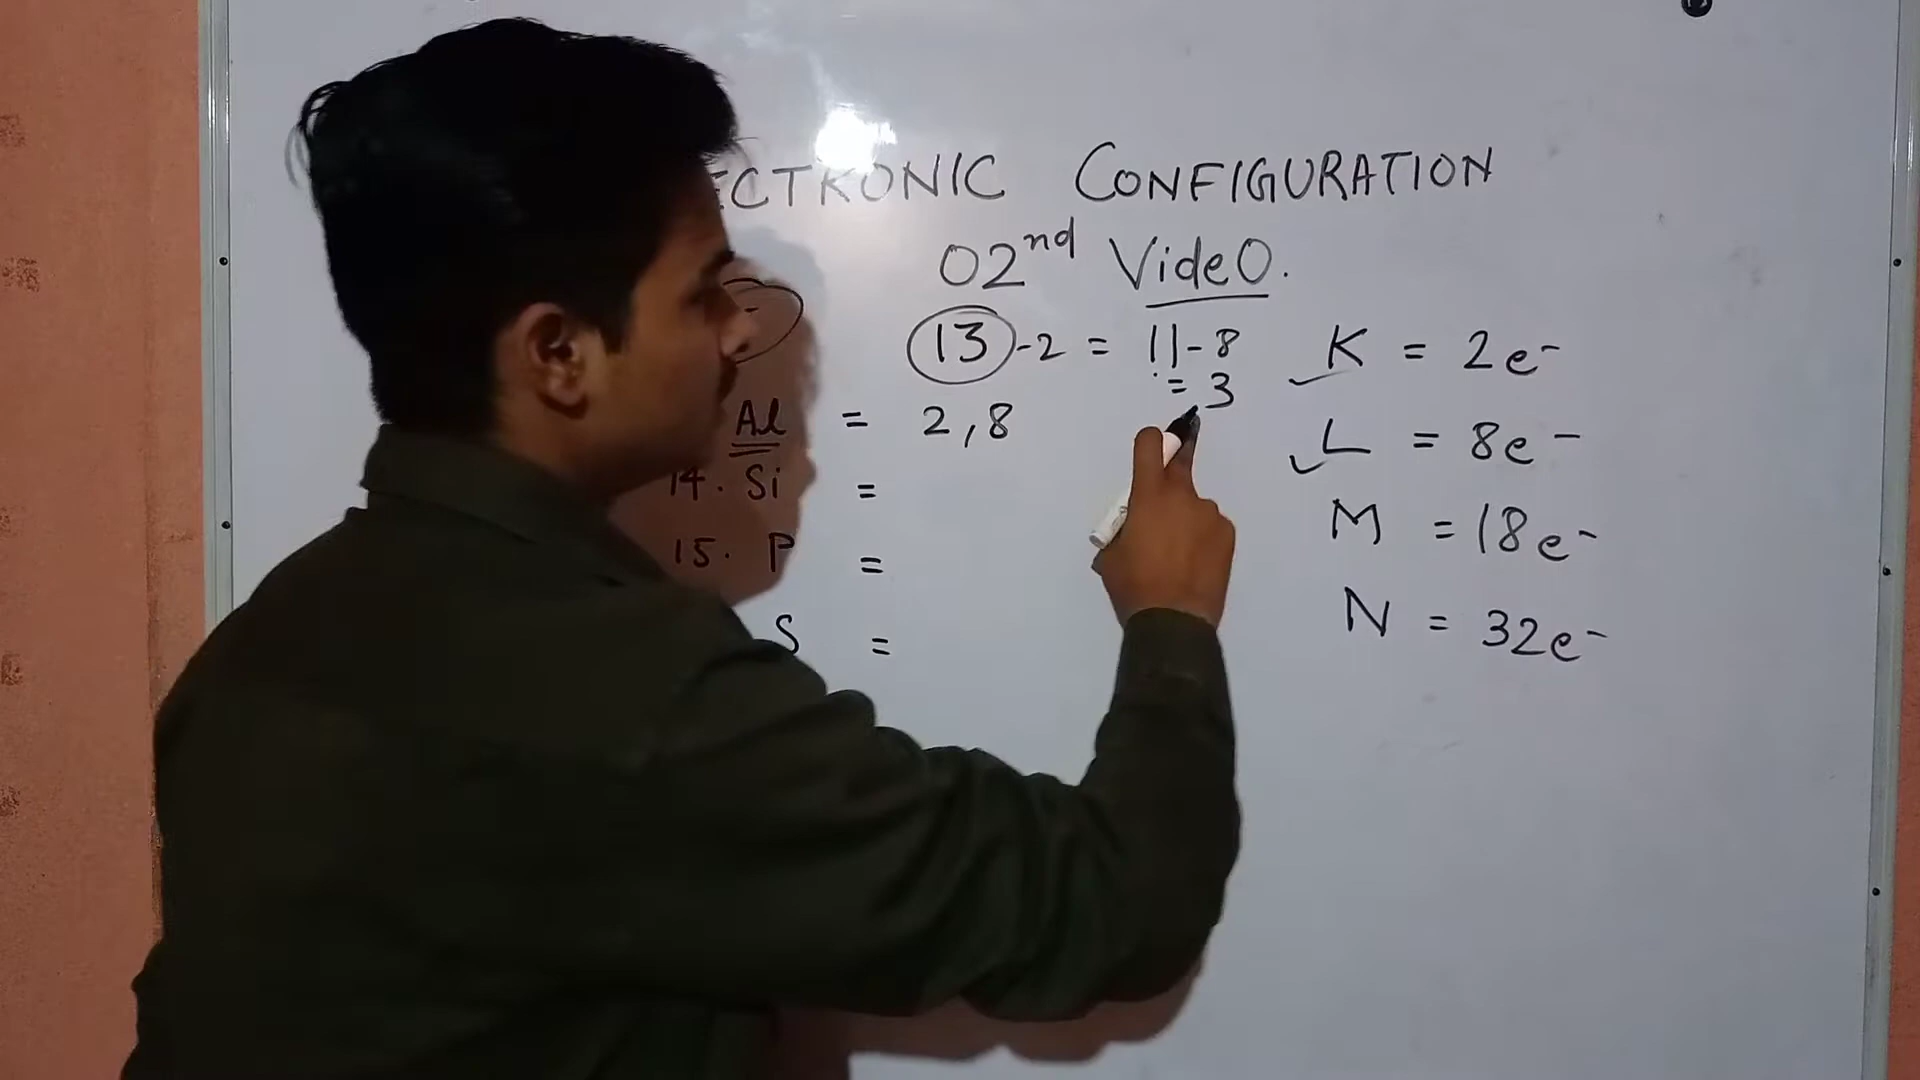 ECTRONIC CONFIGURATION
02nd VideO.
13 -2 = 11-8
= 3
Al = 2,8
14. Si =
15. P =
S =
K = 2e-
L = 8e-
M = 18e-
N = 32e-